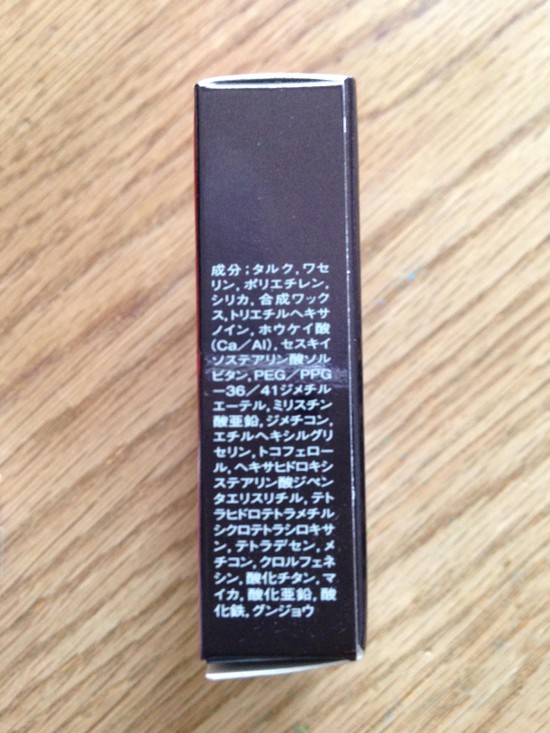 成分;タルク,ワセ
リン,ポリエチレン,
シリカ,合成ワック
ス,トリエチルヘキサ
ノイン,ホウケイ酸
(Ca/Al),セスキイ
ソステアリン酸ソル
ビタン,PEG/PPG
-36/41ジメチル
エーテル,ミリスチン
酸亜鉛,ジメチコン,
エチルヘキシルグリ
セリン,トコフェロー
ル,ヘキサヒドロキシ
ステアリン酸ジペン
タエリスリチル,テト
ラヒドロテトラメチル
シクロテトラシロキサ
ン,テトラデセン,メ
チコン,クロルフェネ
シン,酸化チタン,マ
イカ,酸化亜鉛,酸
化鉄,グンジョウ